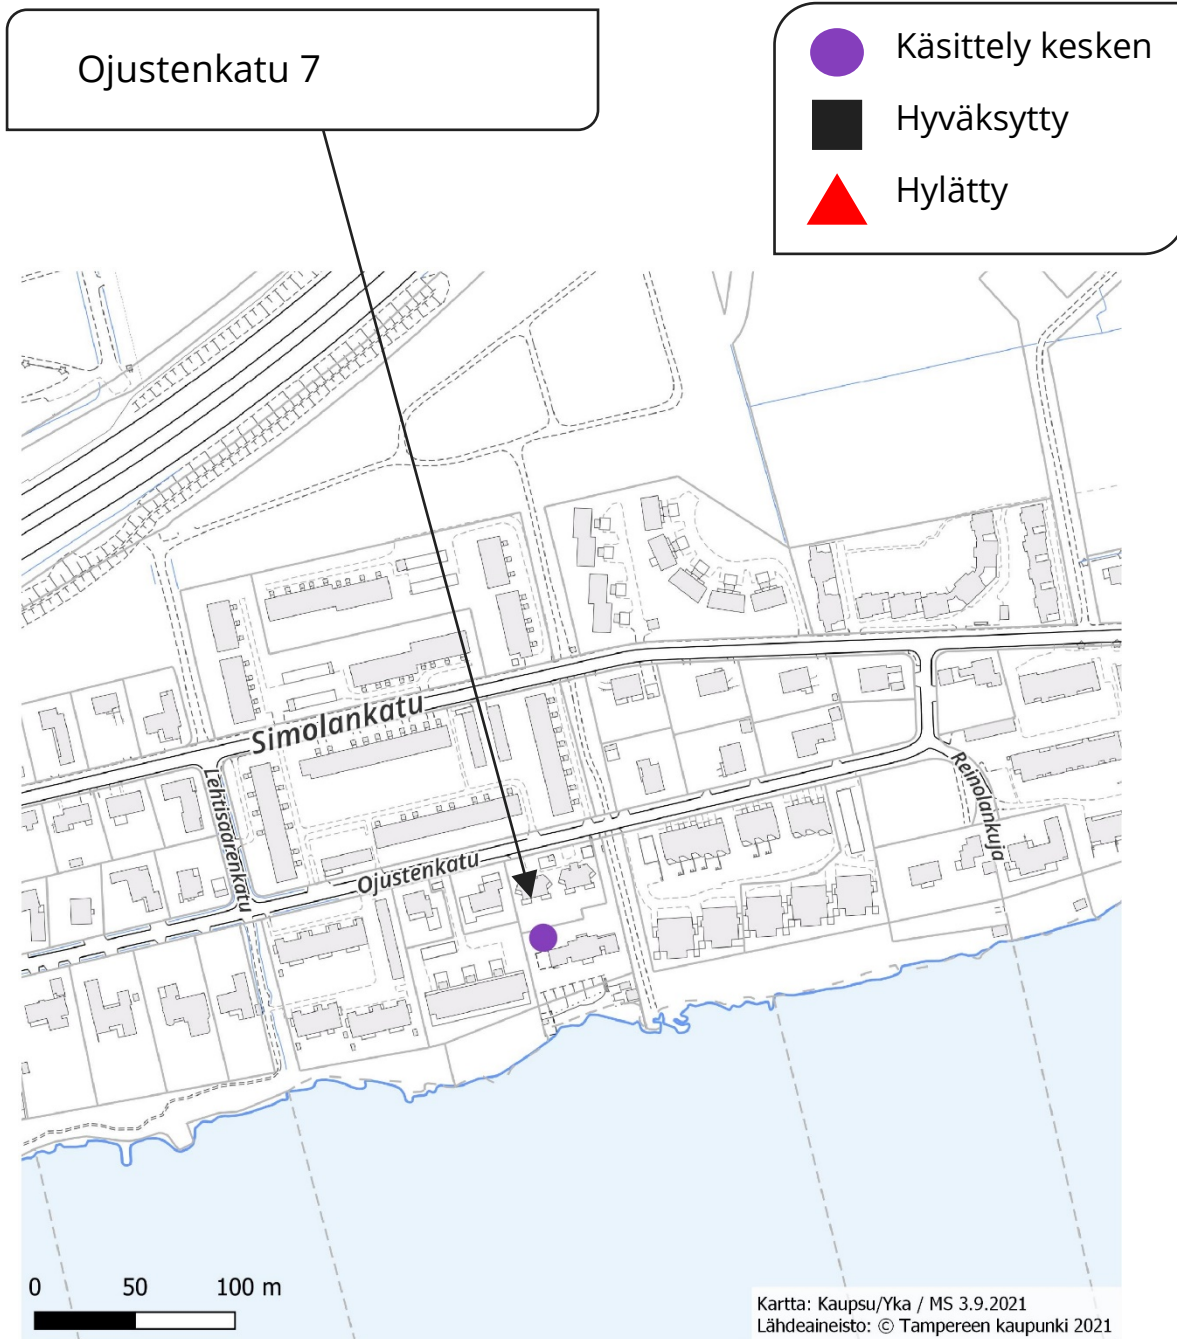 Ojustenkatu 7
Käsittely kesken
Hyväksytty
Hylätty
Simolankatu
Lehtisaarenkatu
Ojustenkatu
Reinolankuja
0 50 100 m
Kartta: Kaupsu/Yka / MS 3.9.2021
Lähdeaineisto: © Tampereen kaupunki 2021